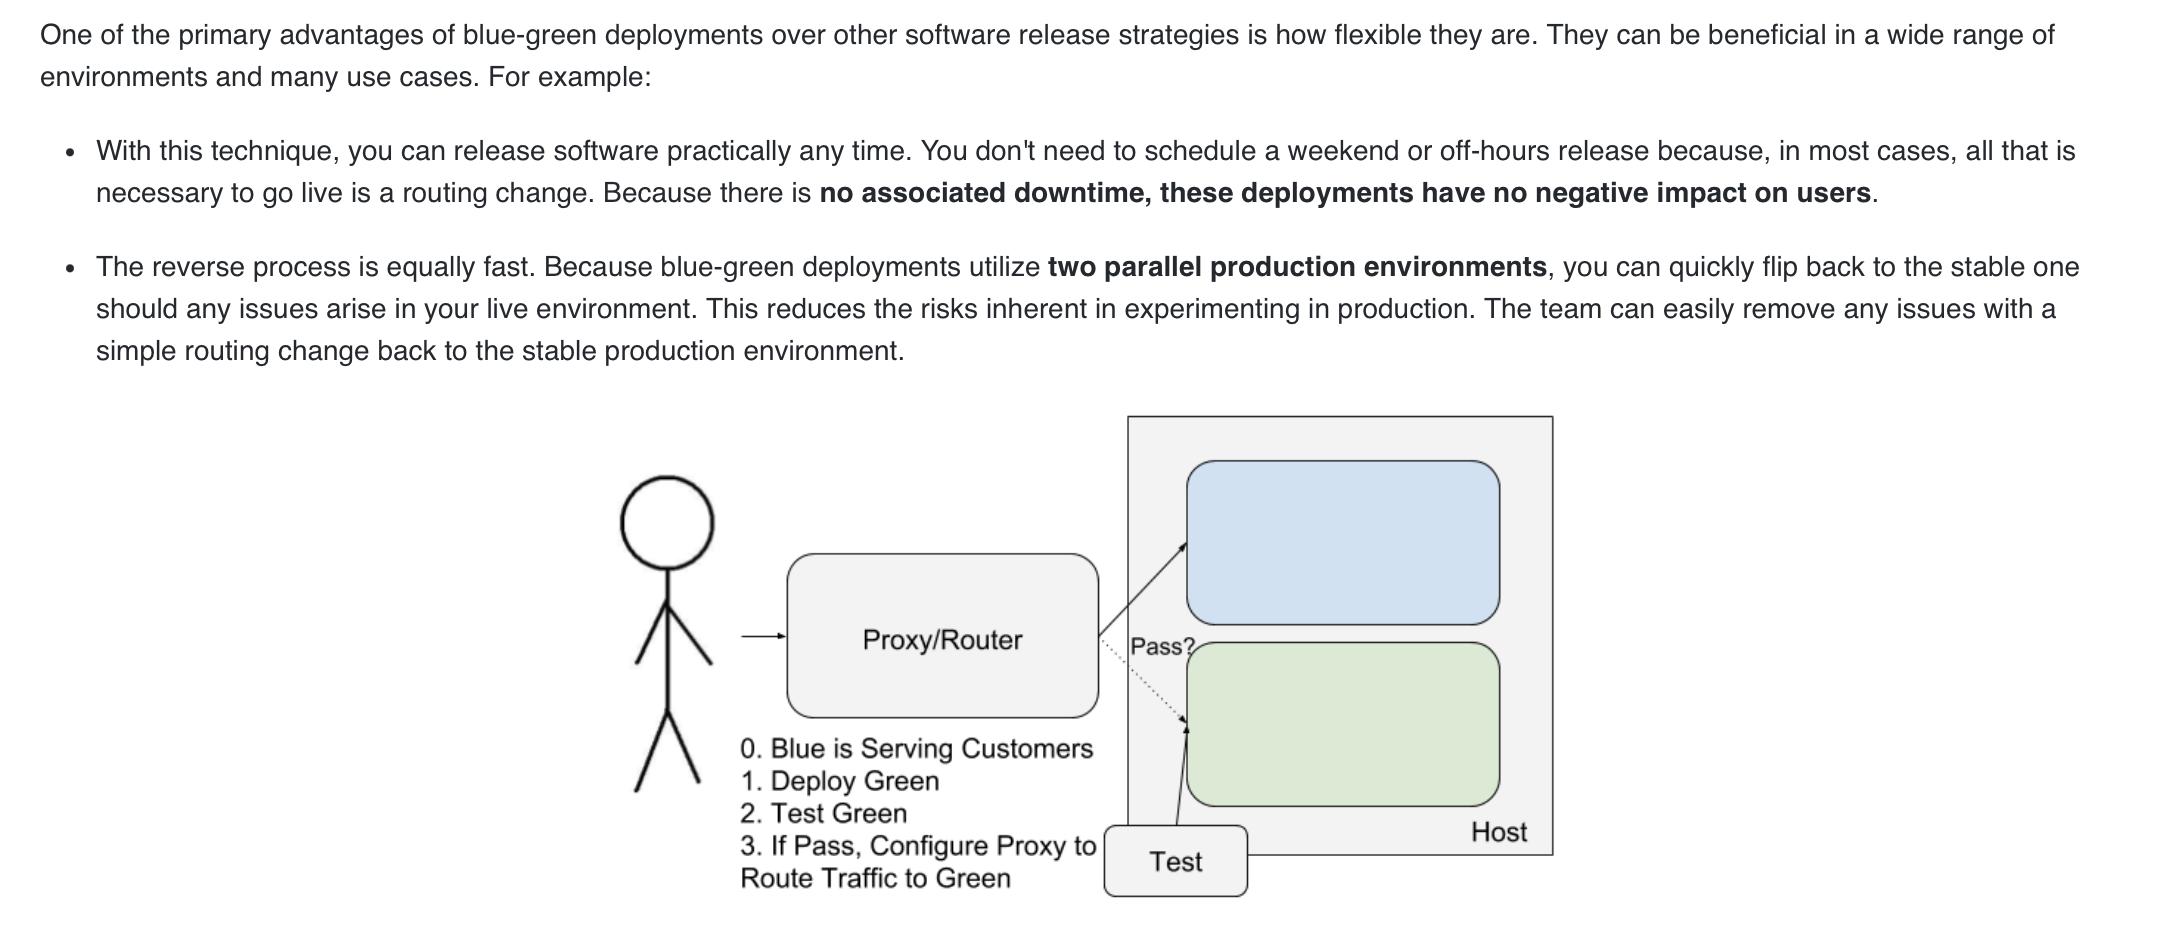 One of the primary advantages of blue-green deployments over other software release strategies is how flexible they are. They can be beneficial in a wide range of
environments and many use cases. For example:
• With this technique, you can release software practically any time. You don't need to schedule a weekend or off-hours release because, in most cases, all that is
necessary to go live is a routing change. Because there is no associated downtime, these deployments have no negative impact on users.
• The reverse process is equally fast. Because blue-green deployments utilize two parallel production environments, you can quickly flip back to the stable one
should any issues arise in your live environment. This reduces the risks inherent in experimenting in production. The team can easily remove any issues with a
simple routing change back to the stable production environment.
Proxy/Router
Pass?
0. Blue is Serving Customers
1. Deploy Green
2. Test Green
3. If Pass, Configure Proxy to
Route Traffic to Green
Test
Host